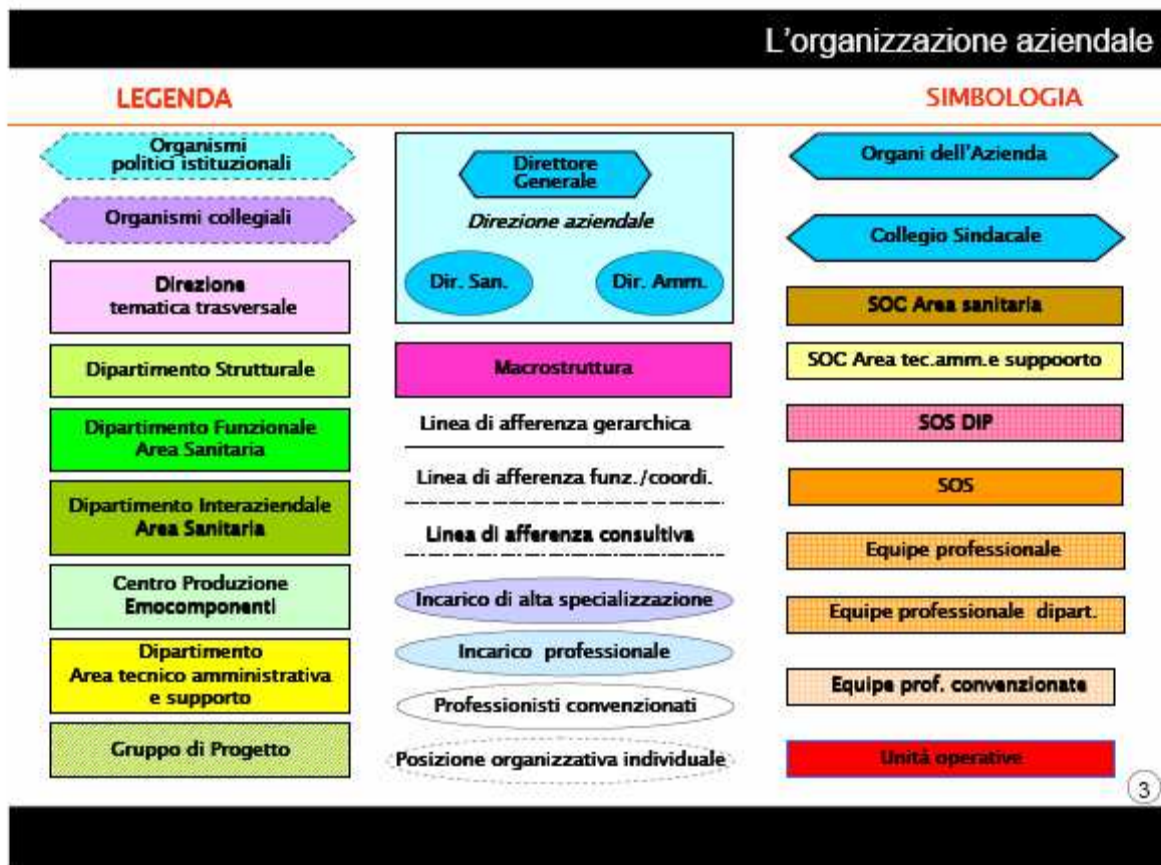 L'organizzazione aziendale
LEGENDA
SIMBOLOGIA
Organismi
politici istituzionali
Organismi collegiali
Direzione
tematica trasversale
Dipartimento Strutturale
Dipartimento Funzionale
Area Sanitaria
Dipartimento Interaziendale
Area Sanitaria
Centro Produzione
Emocomponenti
Dipartimento
Area tecnico amministrativa
e supporto
Gruppo di Progetto
Direttore
Generale
Direzione aziendale
Dir. San.
Dir. Amm.
Macrostruttura
Linea di afferenza gerarchica
Linea di afferenza funz./coordi.
Linea di afferenza consultiva
Incarico di alta specializzazione
Incarico professionale
Professionisti convenzionati
Posizione organizzativa individuale
Organi dell'Azienda
Collegio Sindacale
SOC Area sanitaria
SOC Area tec.amm.e suppoorto
SOS DIP
SOS
Equipe professionale
Equipe professionale dipart.
Equipe prof. convenzionate
Unità operative
3